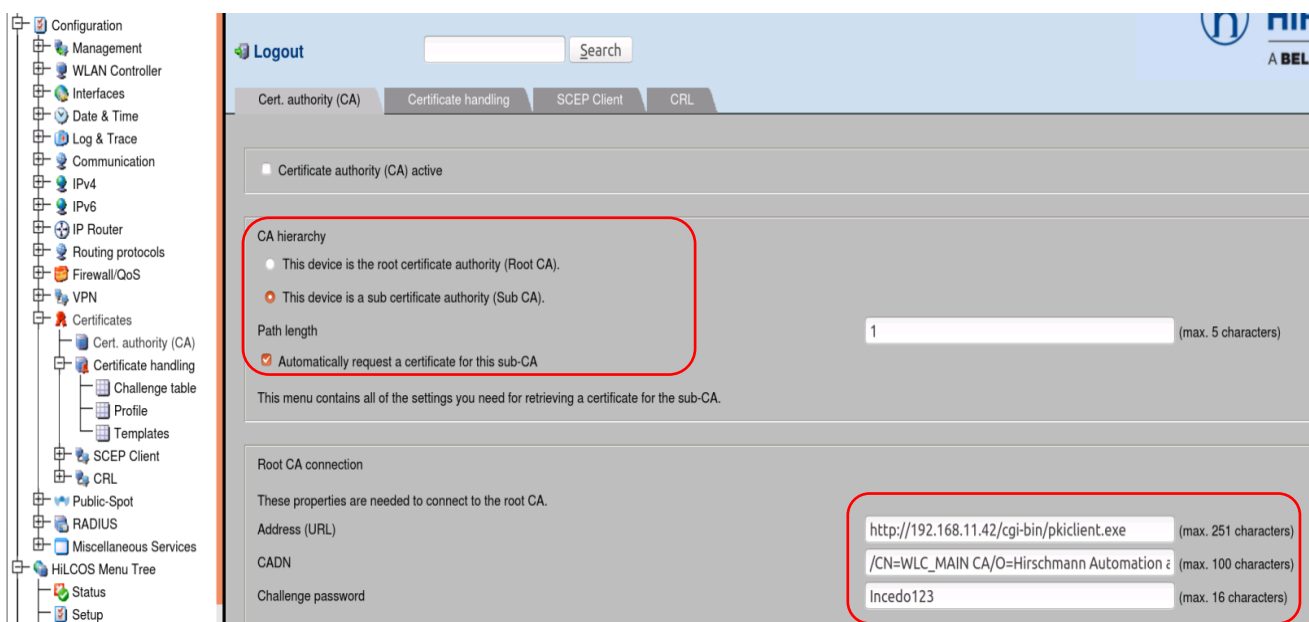 Configuration
Management
WLAN Controller
Interfaces
Date & Time
Log & Trace
Communication
IPv4
IPv6
IP Router
Routing protocols
Firewall/QoS
VPN
Certificates
Cert. authority (CA)
Certificate handling
Challenge table
Profile
Templates
SCEP Client
CRL
Public-Spot
RADIUS
Miscellaneous Services
HiLCOS Menu Tree
Status
Setup
Logout Search
A BEL
Cert. authority (CA) Certificate handling SCEP Client CRL
Certificate authority (CA) active
CA hierarchy
This device is the root certificate authority (Root CA).
This device is a sub certificate authority (Sub CA).
Path length 1 (max. 5 characters)
Automatically request a certificate for this sub-CA
This menu contains all of the settings you need for retrieving a certificate for the sub-CA.
Root CA connection
These properties are needed to connect to the root CA.
Address (URL) http://192.168.11.42/cgi-bin/pkiclient.exe (max. 251 characters)
CADN /CN=WLC_MAIN CA/O=Hirschmann Automation a (max. 100 characters)
Challenge password Incedo123 (max. 16 characters)